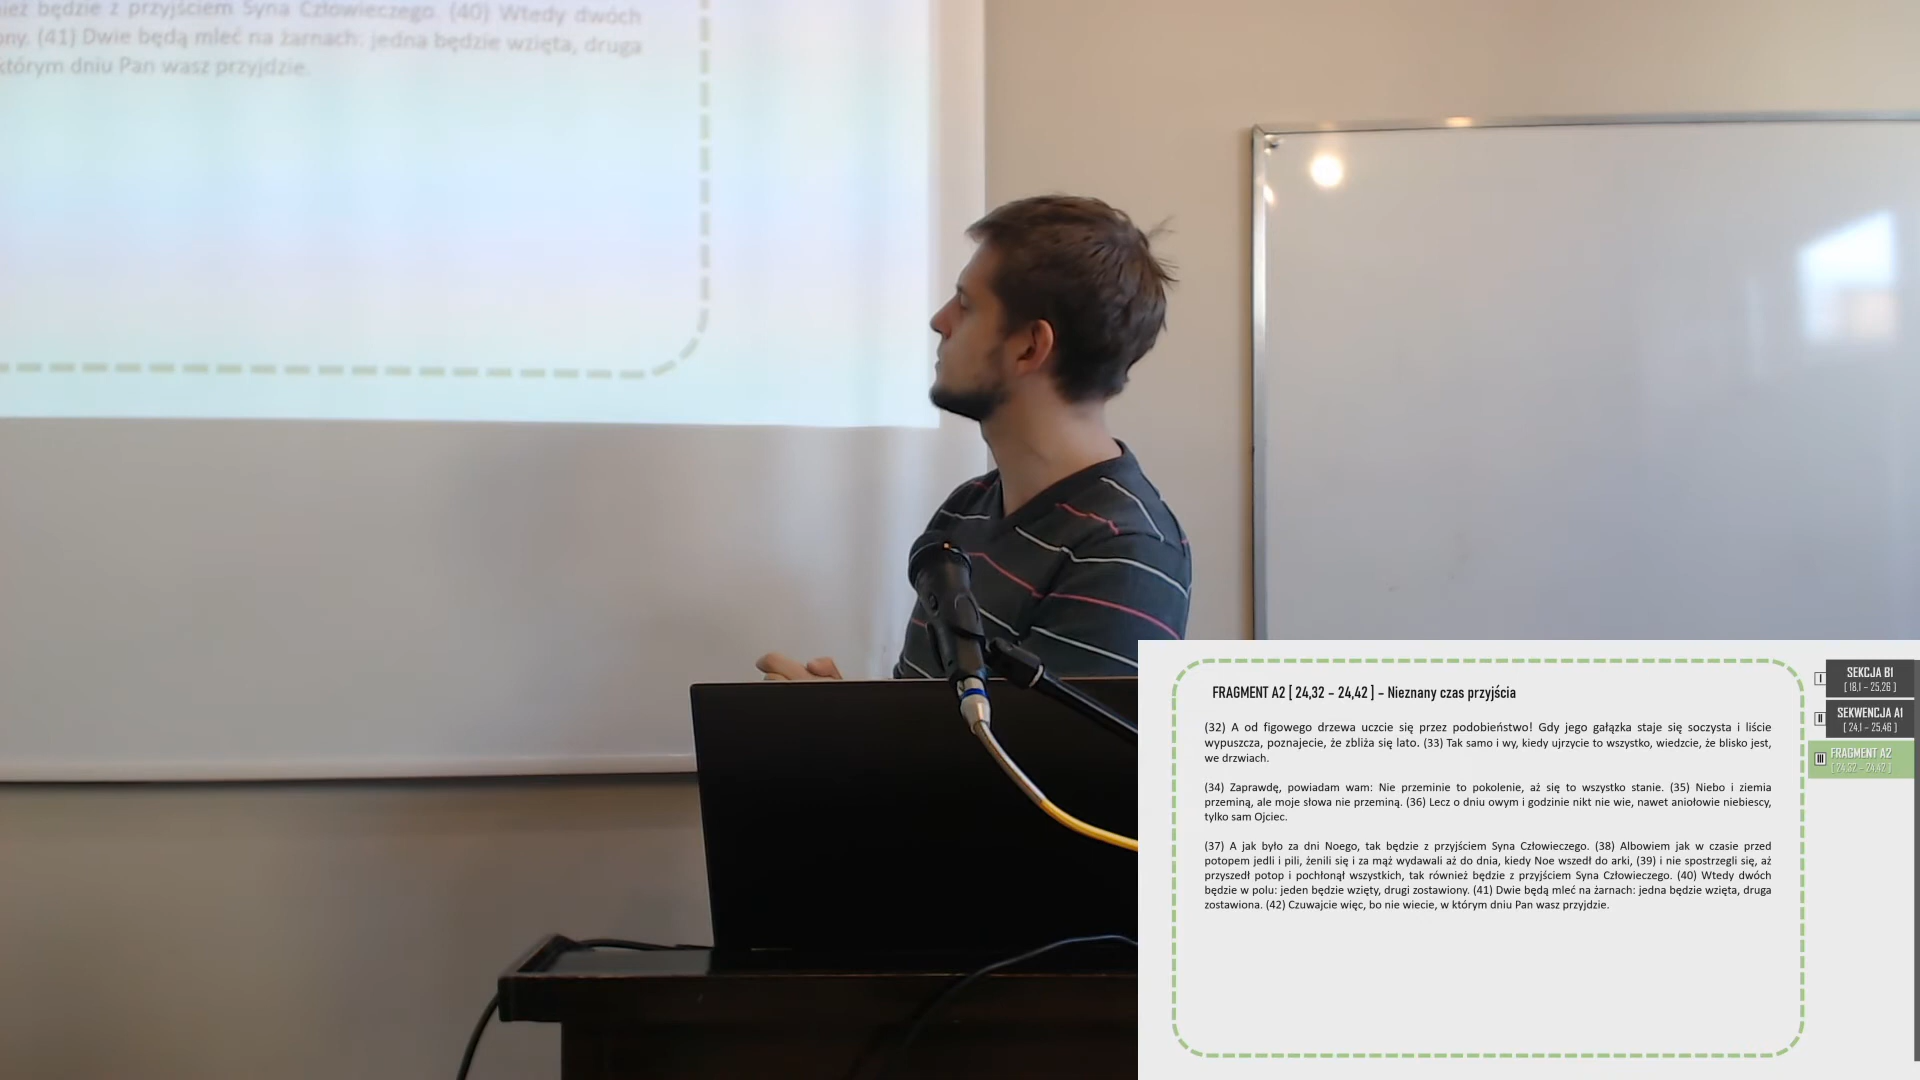 nież będzie z przyjściem Syna Człowieczego. (40) Wtedy dwóch
ony. (41) Dwie będą mleć na żarnach: jedna będzie wzięta, druga
którym dniu Pan wasz przyjdzie.
FRAGMENT A2 [ 24,32 – 24,42 ] – Nieznany czas przyjścia
(32) A od figowego drzewa uczcie się przez podobieństwo! Gdy jego gałązka staje się soczysta i liście
wypuszcza, poznajecie, że zbliża się lato. (33) Tak samo i wy, kiedy ujrzycie to wszystko, wiedzcie, że blisko jest,
we drzwiach.
(34) Zaprawdę, powiadam wam: Nie przeminie to pokolenie, aż się to wszystko stanie. (35) Niebo i ziemia
przeminą, ale moje słowa nie przeminą. (36) Lecz o dniu owym i godzinie nikt nie wie, nawet aniołowie niebiescy,
tylko sam Ojciec.
(37) A jak było za dni Noego, tak będzie z przyjściem Syna Człowieczego. (38) Albowiem jak w czasie przed
potopem jedli i pili, żenili się i za mąż wydawali aż do dnia, kiedy Noe wszedł do arki, (39) i nie spostrzegli się, aż
przyszedł potop i pochłonął wszystkich, tak również będzie z przyjściem Syna Człowieczego. (40) Wtedy dwóch
będzie w polu: jeden będzie wzięty, drugi zostawiony. (41) Dwie będą mleć na żarnach: jedna będzie wzięta, druga
zostawiona. (42) Czuwajcie więc, bo nie wiecie, w którym dniu Pan wasz przyjdzie.
I
SEKCJA B1
[ 18,1 – 25,26 ]
II
SEKWENCJA A1
[ 24,1 – 25,46 ]
III
FRAGMENT A2
[ 24,32 – 24,42 ]